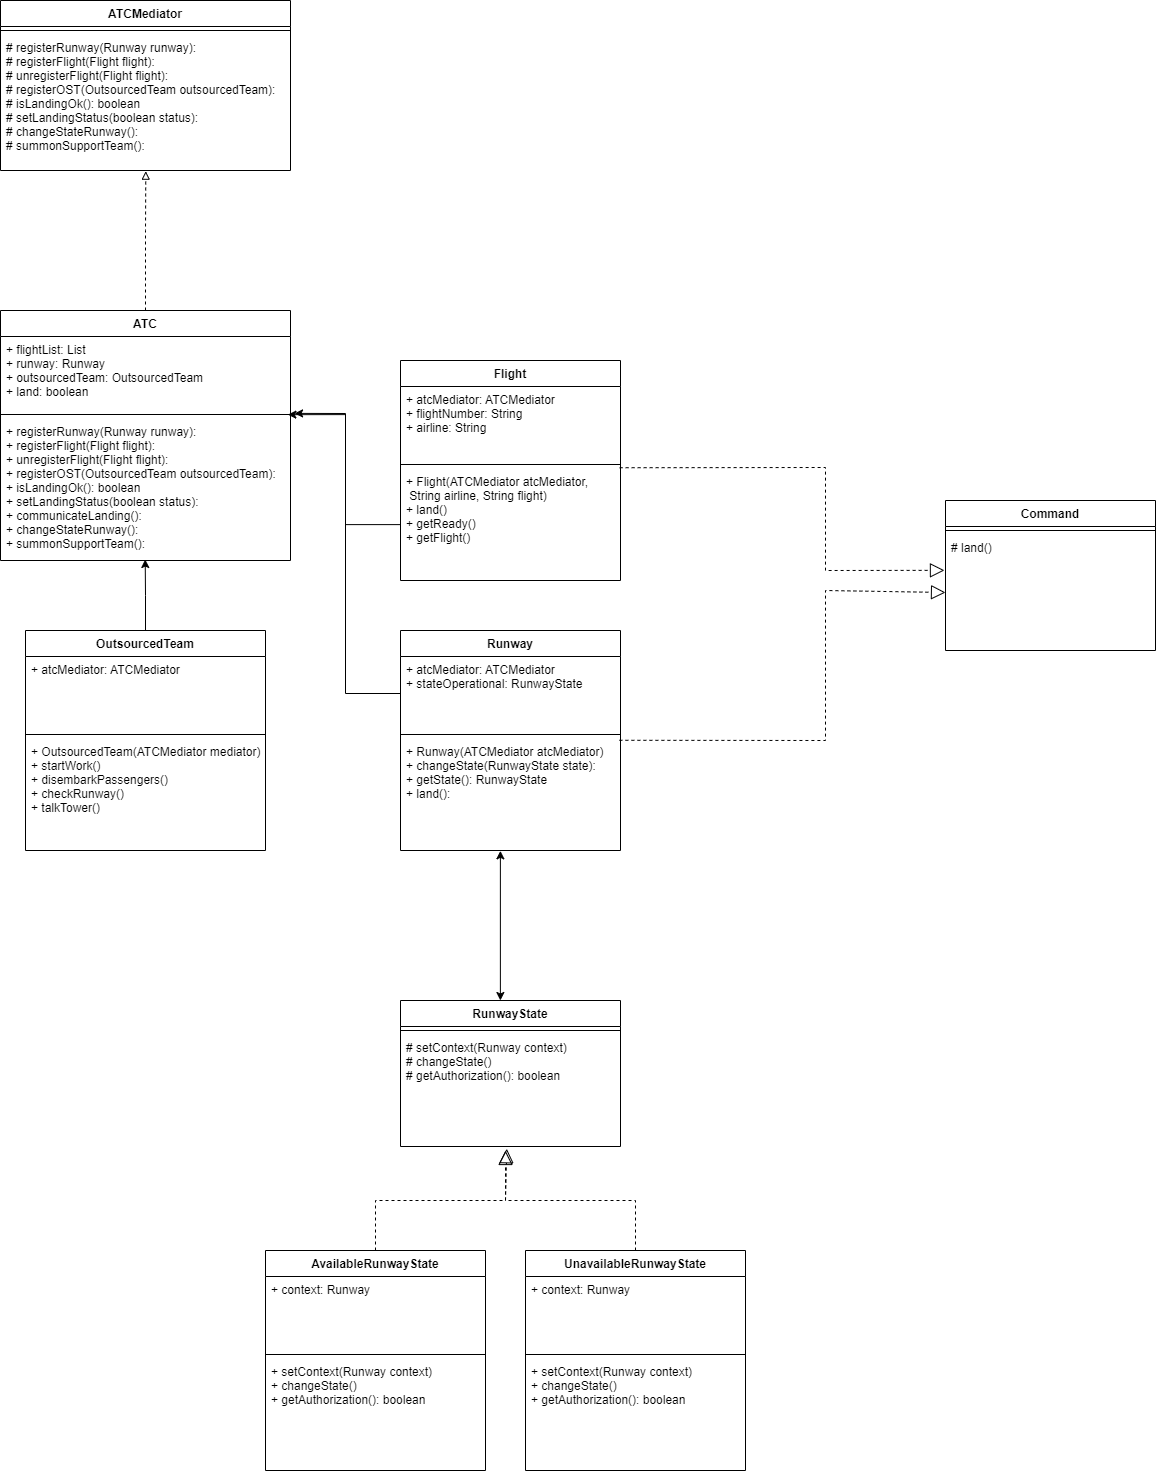 ATCMediator
# registerRunway(Runway runway):
# registerFlight(Flight flight):
# unregisterFlight(Flight flight):
# registerOST(OutsourcedTeam outsourcedTeam):
# isLandingOk(): boolean
# setLandingStatus(boolean status):
# changeStateRunway():
# summonSupportTeam():
ATC
+ flightList: List
+ runway: Runway
+ outsourcedTeam: OutsourcedTeam
+ land: boolean
+ registerRunway(Runway runway):
+ registerFlight(Flight flight):
+ unregisterFlight(Flight flight):
+ registerOST(OutsourcedTeam outsourcedTeam):
+ isLandingOk(): boolean
+ setLandingStatus(boolean status):
+ communicateLanding():
+ changeStateRunway():
+ summonSupportTeam():
Flight
+ atcMediator: ATCMediator
+ flightNumber: String
+ airline: String
+ Flight(ATCMediator atcMediator,
String airline, String flight)
+ land()
+ getReady()
+ getFlight()
Command
# land()
OutsourcedTeam
+ atcMediator: ATCMediator
+ OutsourcedTeam(ATCMediator mediator)
+ startWork()
+ disembarkPassengers()
+ checkRunway()
+ talkTower()
Runway
+ atcMediator: ATCMediator
+ stateOperational: RunwayState
+ Runway(ATCMediator atcMediator)
+ changeState(RunwayState state):
+ getState(): RunwayState
+ land():
RunwayState
# setContext(Runway context)
# changeState()
# getAuthorization(): boolean
AvailableRunwayState
+ context: Runway
+ setContext(Runway context)
+ changeState()
+ getAuthorization(): boolean
UnavailableRunwayState
+ context: Runway
+ setContext(Runway context)
+ changeState()
+ getAuthorization(): boolean